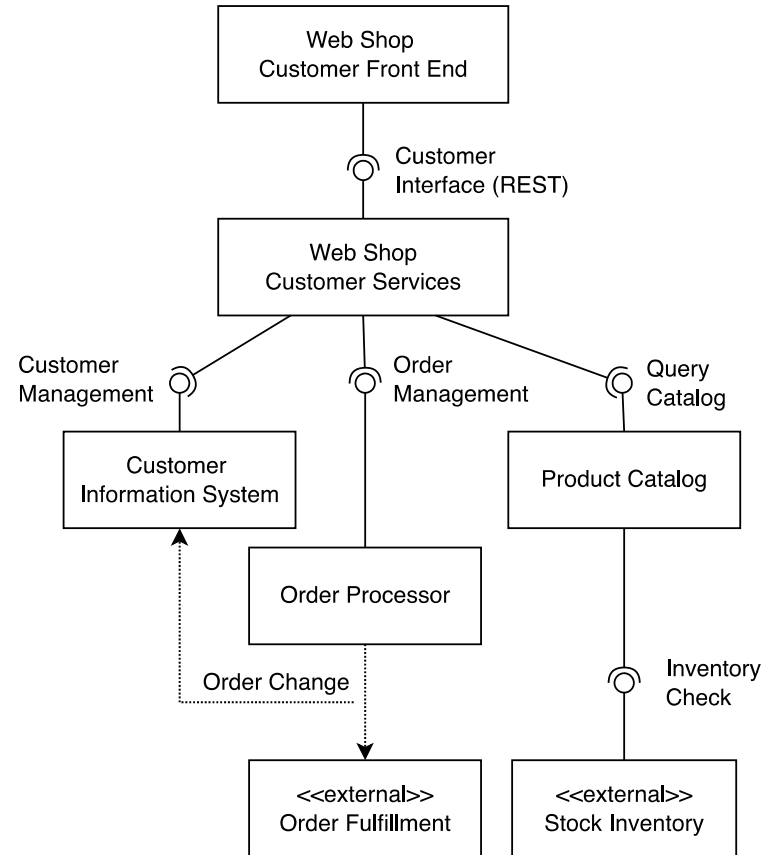 Web Shop
Customer Front End
Customer
Interface (REST)
Web Shop
Customer Services
Customer
Management
Order
Management
Query
Catalog
Customer
Information System
Product Catalog
Order Processor
Order Change
Inventory
Check
<<external>>
Order Fulfillment
<<external>>
Stock Inventory